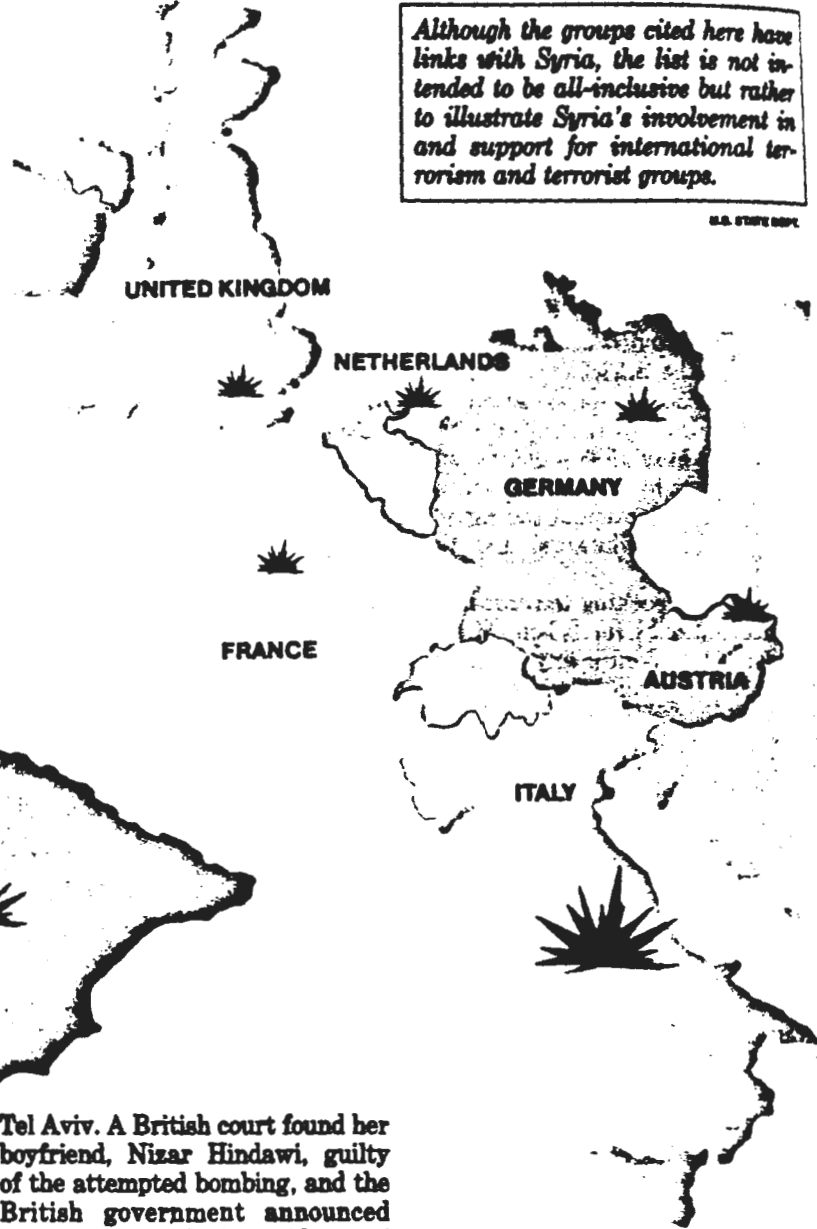 Although the groups cited here have
links with Syria, the list is not in-
tended to be all-inclusive but rather
to illustrate Syria's involvement in
and support for international ter-
rorism and terrorist groups.
U.S. STATE DEPT.
UNITED KINGDOM
NETHERLANDS
GERMANY
FRANCE
AUSTRIA
ITALY
Tel Aviv. A British court found her
boyfriend, Nizar Hindawi, guilty
of the attempted bombing, and the
British government announced